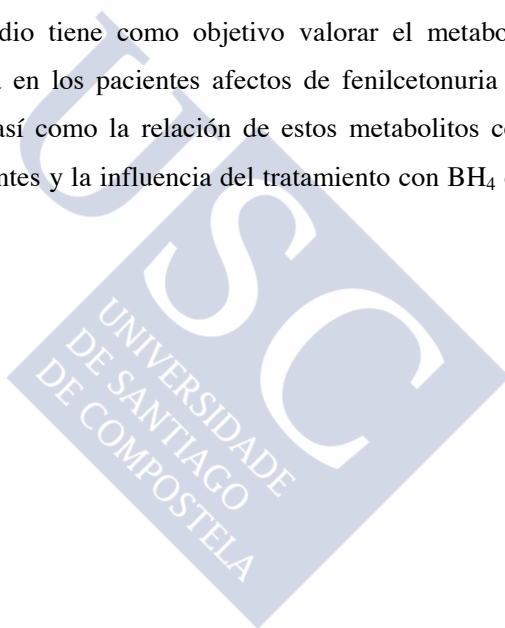 dio tiene como objetivo valorar el metabo
en los pacientes afectos de fenilcetonuria
así como la relación de estos metabolitos c
ntes y la influencia del tratamiento con BH₄
USC
UNIVERSIDADE
DE SANTIAGO
DE COMPOSTELA